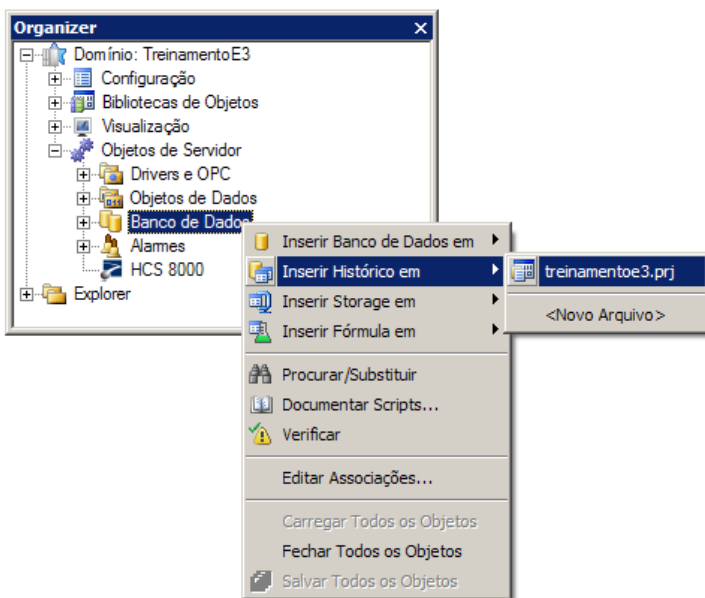 Organizer
Domínio: TreinamentoE3
Configuração
Bibliotecas de Objetos
Visualização
Objetos de Servidor
Drivers e OPC
Objetos de Dados
Banco de Dados
Alarmes
HCS 8000
Explorer
Inserir Banco de Dados em
Inserir Histórico em
Inserir Storage em
Inserir Fórmula em
Procurar/Substituir
Documentar Scripts...
Verificar
Editar Associações...
Carregar Todos os Objetos
Fechar Todos os Objetos
Salvar Todos os Objetos
treinamentoe3.prj
<Novo Arquivo>